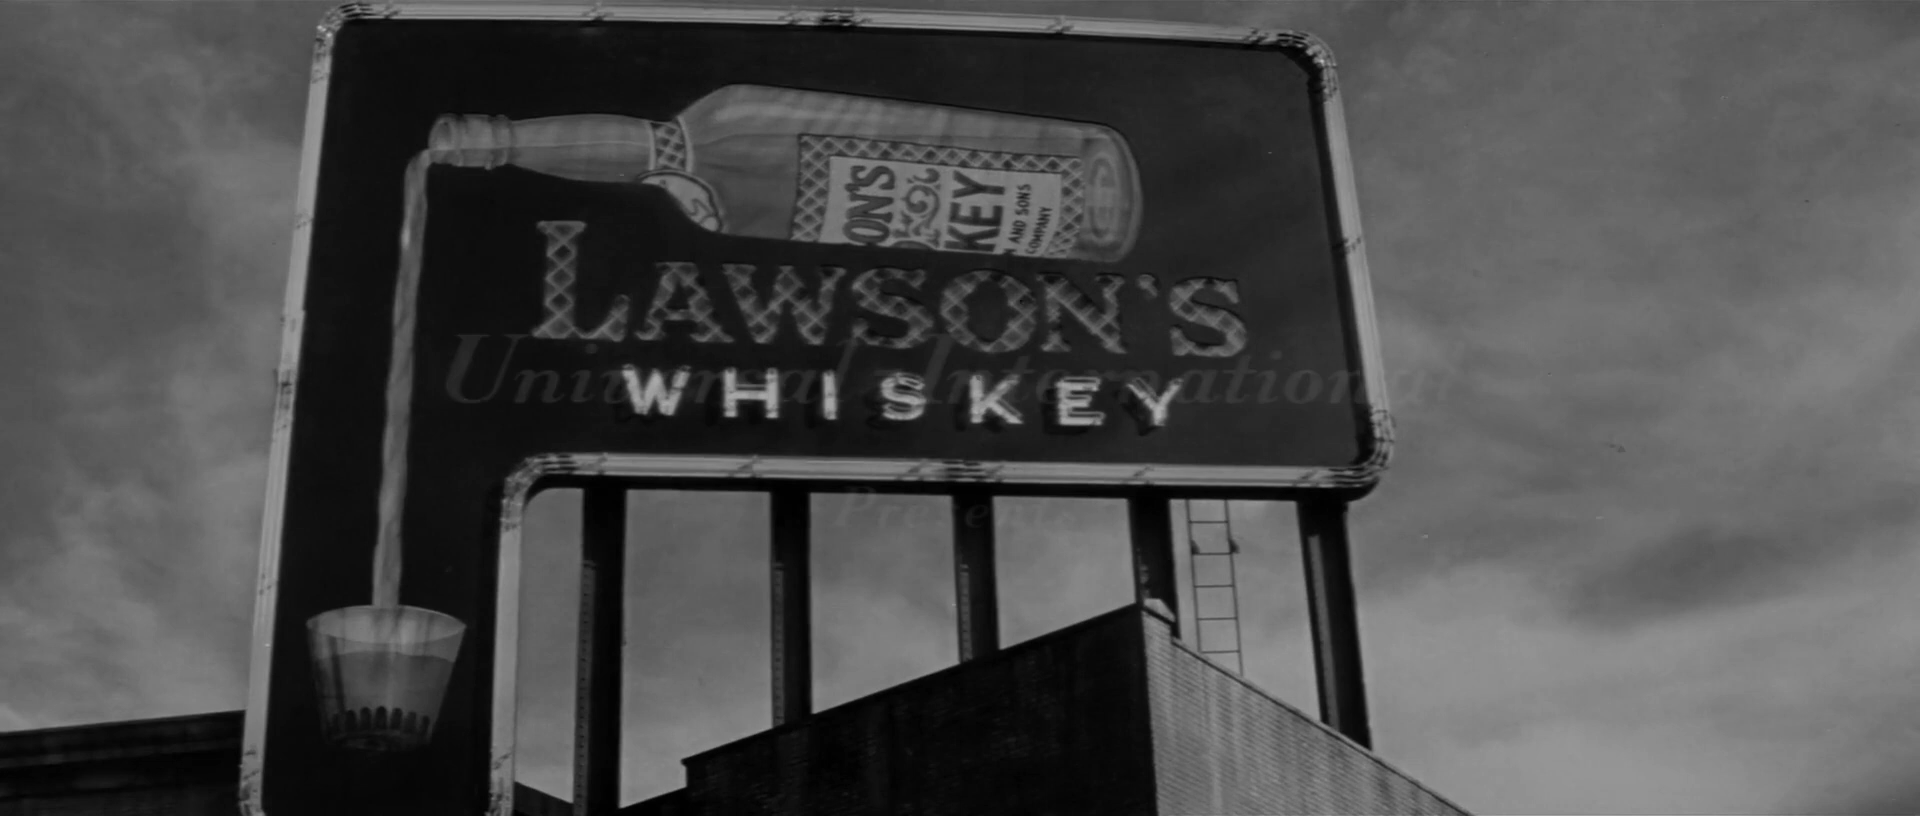 ON'S
KEY
AND SONS
COMPANY
LAWSON'S
WHISKEY
Universal-International
Presents